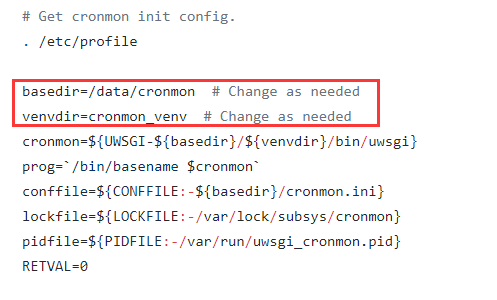 # Get cronmon init config.
. /etc/profile
basedir=/data/cronmon  # Change as needed
venvdir=cronmon_venv  # Change as needed
cronmon=${UWSGI-${basedir}/${venvdir}/bin/uwsgi}
prog=`/bin/basename $cronmon`
conffile=${CONFFILE:-${basedir}/cronmon.ini}
lockfile=${LOCKFILE:-/var/lock/subsys/cronmon}
pidfile=${PIDFILE:-/var/run/uwsgi_cronmon.pid}
RETVAL=0